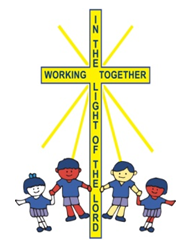 IN THE LIGHT OF THE LORD
WORKING TOGETHER